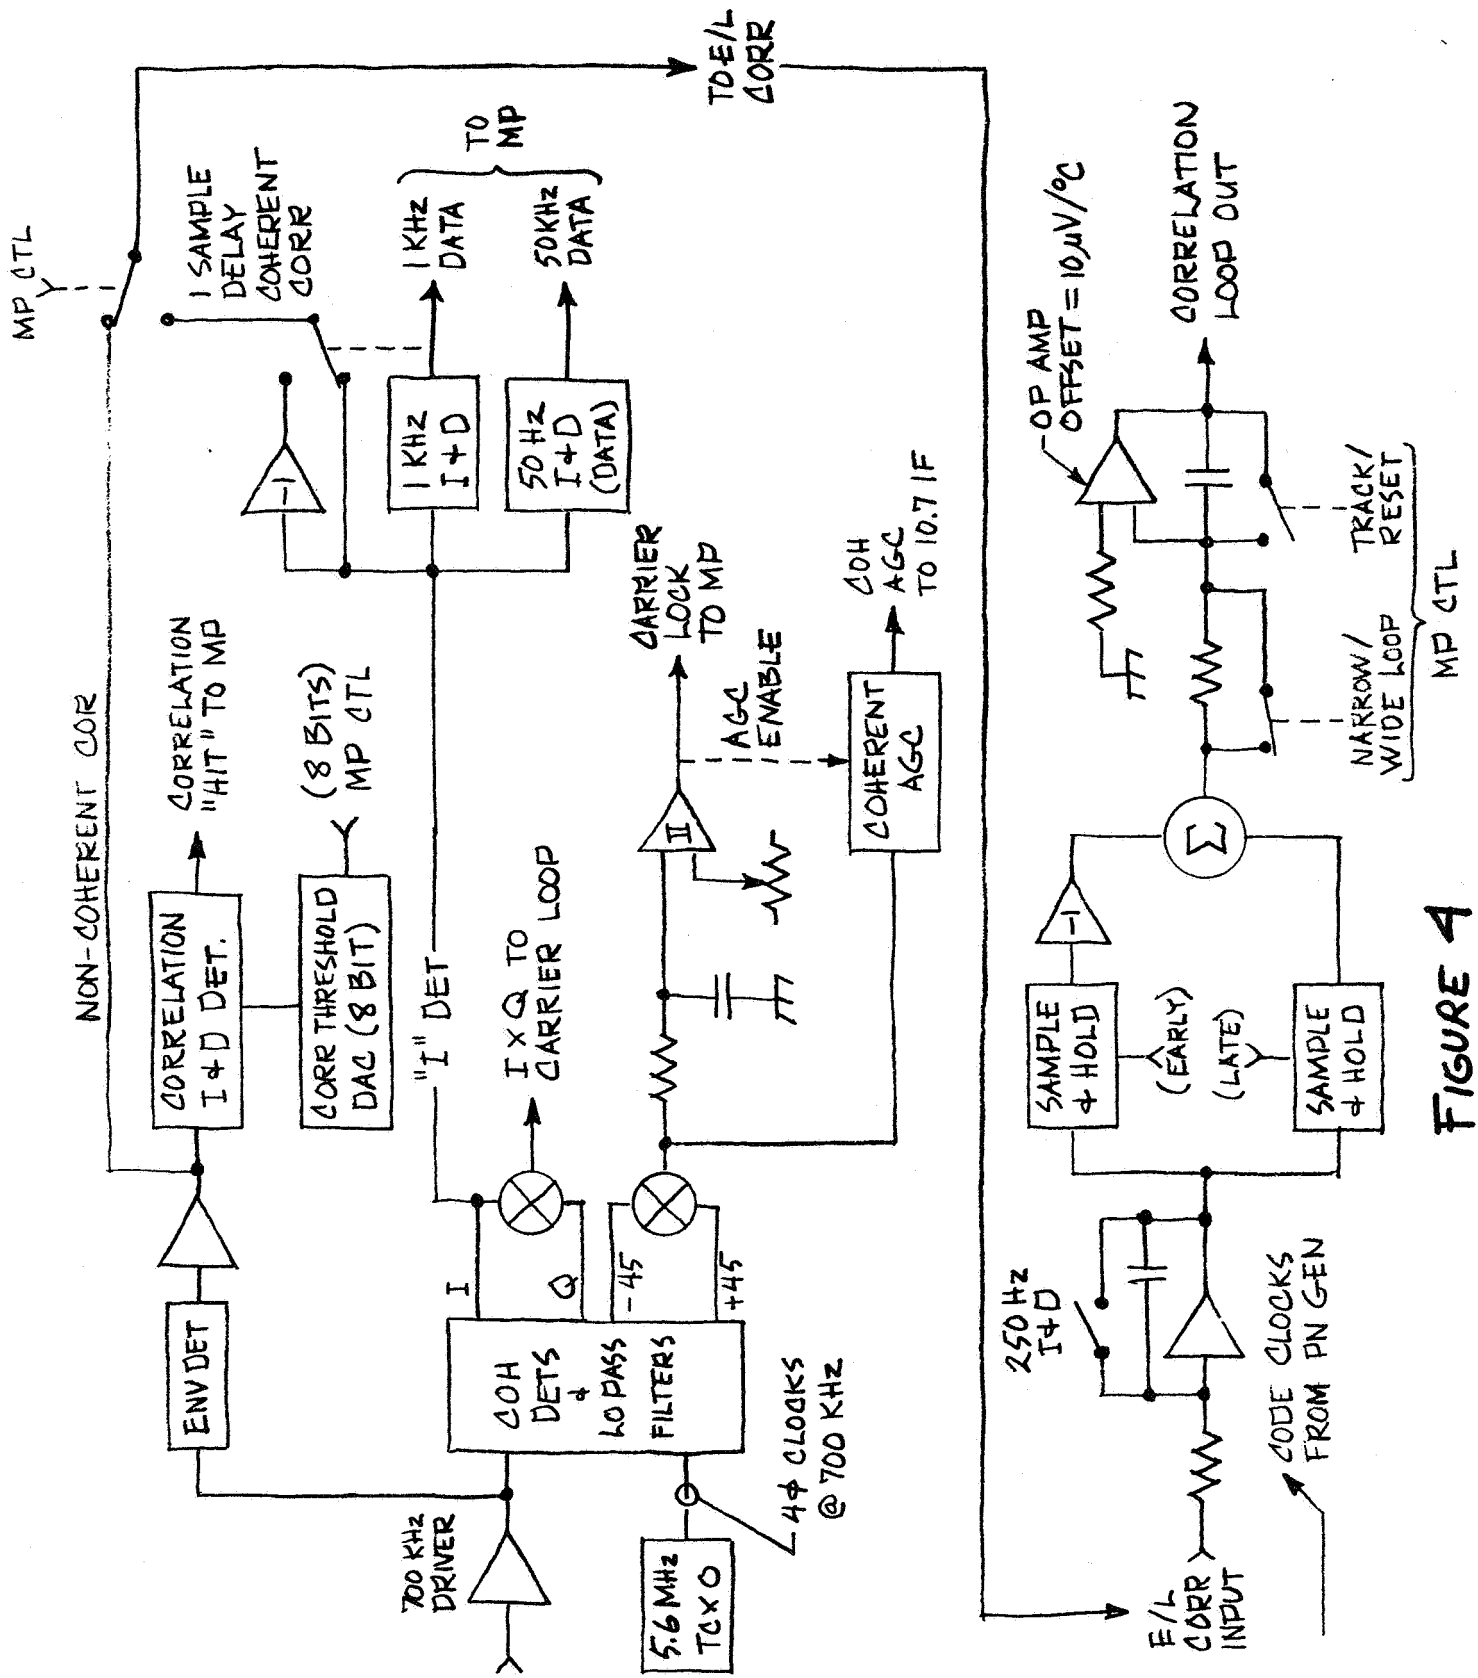 700 KHz
DRIVER
5.6 MHz
TCXO
4ϕ CLOCKS
@ 700 KHz
ENV DET
COH
DETS
&
LO PASS
FILTERS
I
Q
-45
+45
NON-COHERENT COR
CORRELATION
I & D DET.
CORRELATION
"HIT" TO MP
CORR THRESHOLD
DAC (8 BIT)
(8 BITS)
MP CTL
"I" DET
I X Q TO
CARRIER LOOP
II
CARRIER
LOCK
TO MP
AGC
ENABLE
COHERENT
AGC
COH
AGC
TO 10.7 IF
-1
1 KHz
I & D
50 Hz
I & D
(DATA)
1 KHz
DATA
50KHz
DATA
TO
MP
MP CTL
1 SAMPLE
DELAY
COHERENT
CORR
TO E/L
CORR
E/L
CORR
INPUT
250 Hz
I & D
CODE CLOCKS
FROM PN GEN
SAMPLE
& HOLD
(EARLY)
(LATE)
SAMPLE
& HOLD
-1
Σ
OP AMP
OFFSET = 10µV/°C
NARROW/
WIDE LOOP
TRACK/
RESET
MP CTL
CORRELATION
LOOP OUT
FIGURE 4